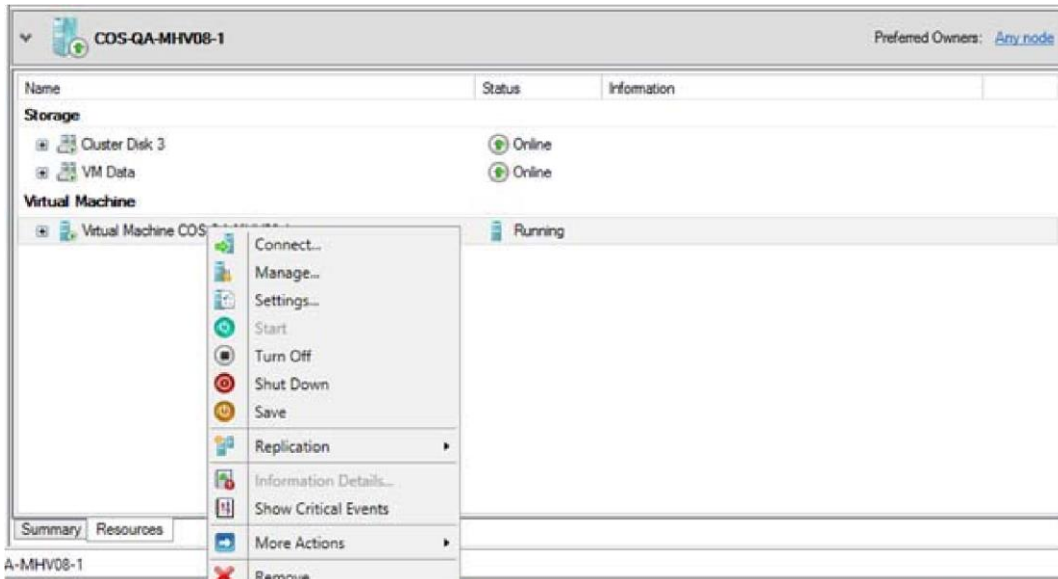 COS-QA-MHV08-1 Preferred Owners: Any node
Name Status Information
Storage
Cluster Disk 3 Online
VM Data Online
Virtual Machine
Virtual Machine COS Running
Connect...
Manage...
Settings...
Start
Turn Off
Shut Down
Save
Replication
Information Details...
Show Critical Events
More Actions
Remove
Summary Resources
A-MHV08-1